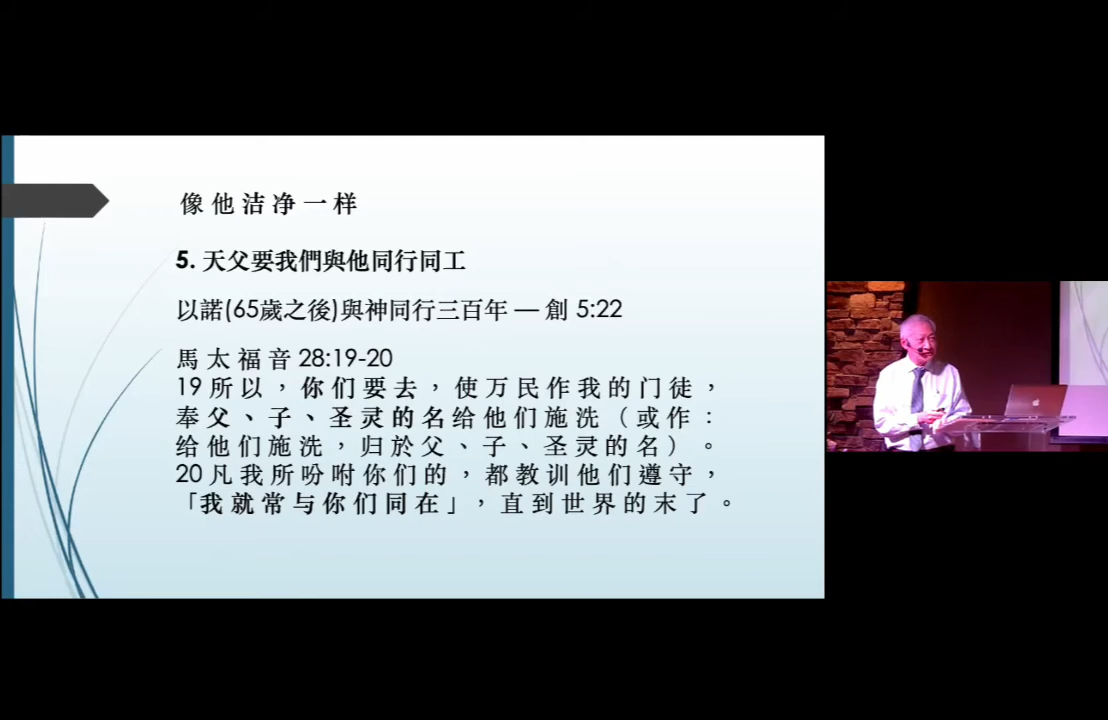 像他洁净一样
5. 天父要我們與他同行同工
以諾(65歲之後)與神同行三百年 — 創 5:22
馬太福音 28:19-20
19所以，你们要去，使万民作我的门徒，
奉父、子、圣灵的名给他们施洗（或作：
给他们施洗，归於父、子、圣灵的名）。
20凡我所吩咐你们的，都教训他们遵守，
「我就常与你们同在」，直到世界的末了。